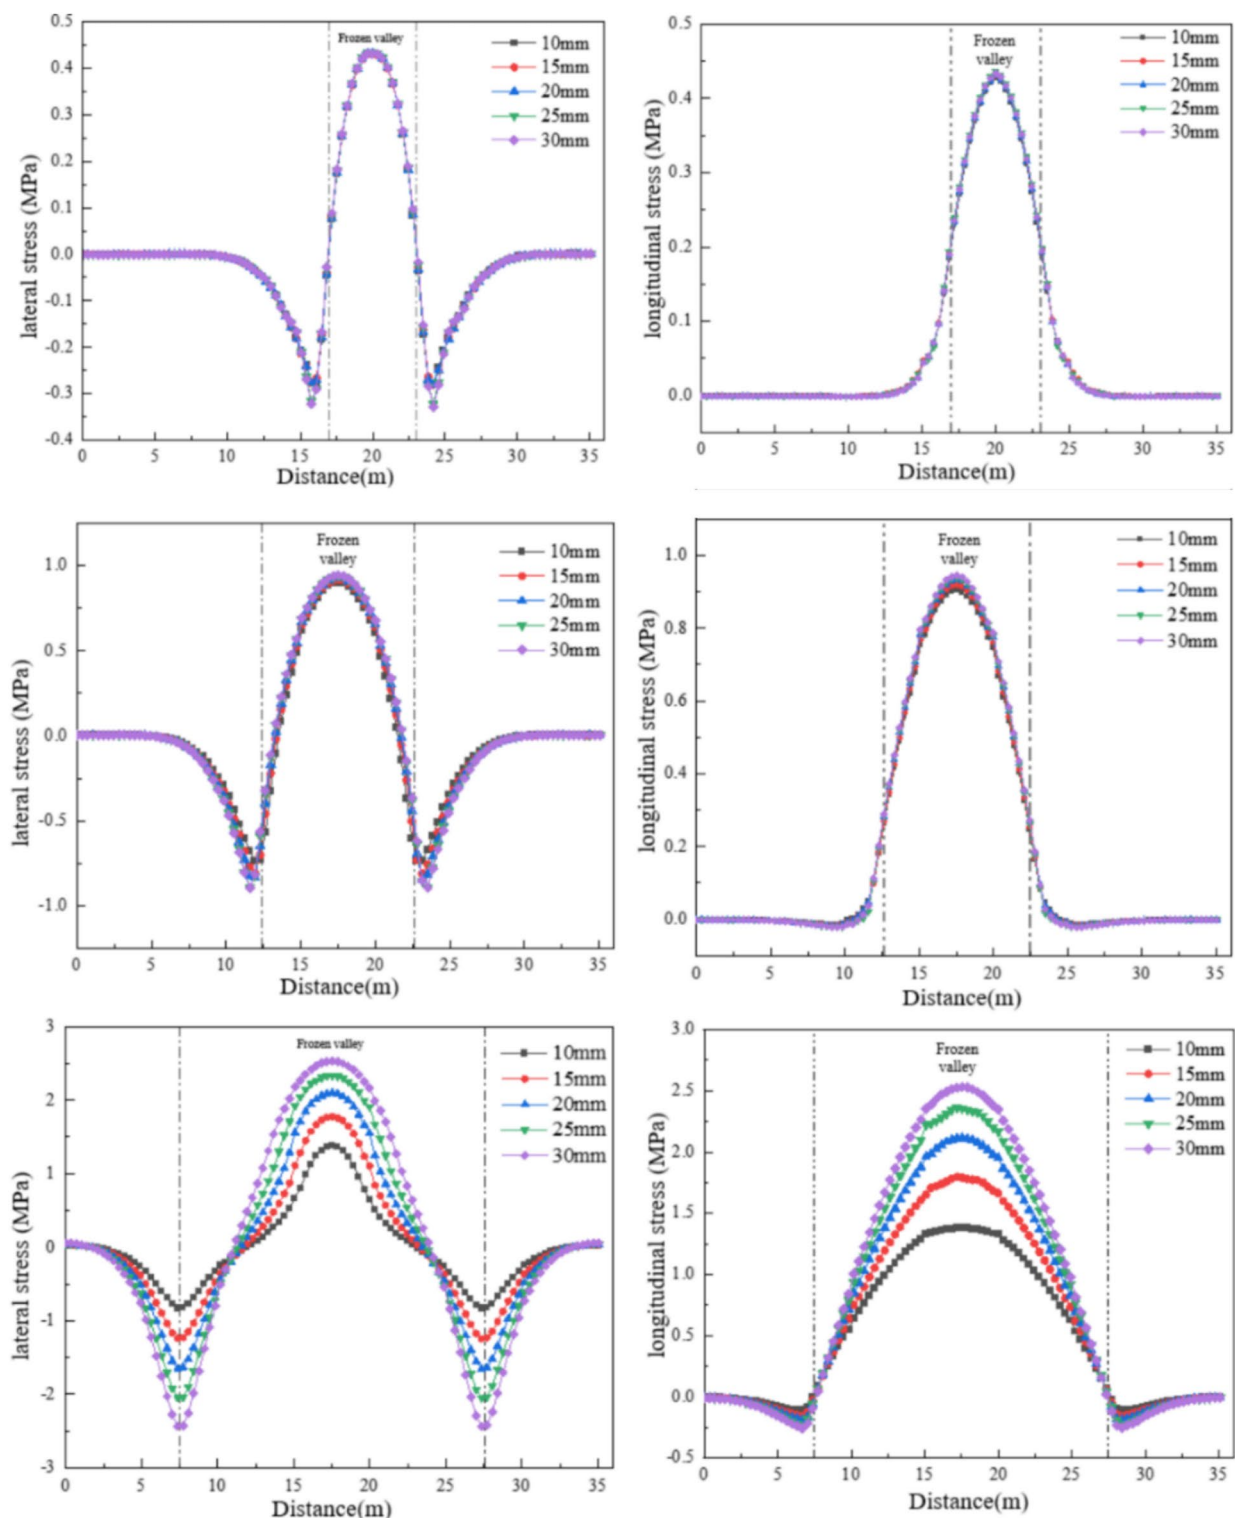 0.5
0.4
0.3
0.2
0.1
0.0
-0.1
-0.2
-0.3
-0.4
lateral stress (MPa)
Frozen valley
10mm
15mm
20mm
25mm
30mm
0 5 10 15 20 25 30 35
Distance(m)
0.5
0.4
0.3
0.2
0.1
0.0
longitudinal stress (MPa)
Frozen
valley
10mm
15mm
20mm
25mm
30mm
0 5 10 15 20 25 30 35
Distance(m)
1.0
0.5
0.0
-0.5
-1.0
lateral stress (MPa)
Frozen
valley
10mm
15mm
20mm
25mm
30mm
0 5 10 15 20 25 30 35
Distance(m)
1.0
0.8
0.6
0.4
0.2
0.0
longitudinal stress (MPa)
Frozen
valley
10mm
15mm
20mm
25mm
30mm
0 5 10 15 20 25 30 35
Distance(m)
3
2
1
0
-1
-2
-3
lateral stress (MPa)
Frozen valley
10mm
15mm
20mm
25mm
30mm
0 5 10 15 20 25 30 35
Distance(m)
3.0
2.5
2.0
1.5
1.0
0.5
0.0
-0.5
longitudinal stress (MPa)
Frozen
valley
10mm
15mm
20mm
25mm
30mm
0 5 10 15 20 25 30 35
Distance(m)